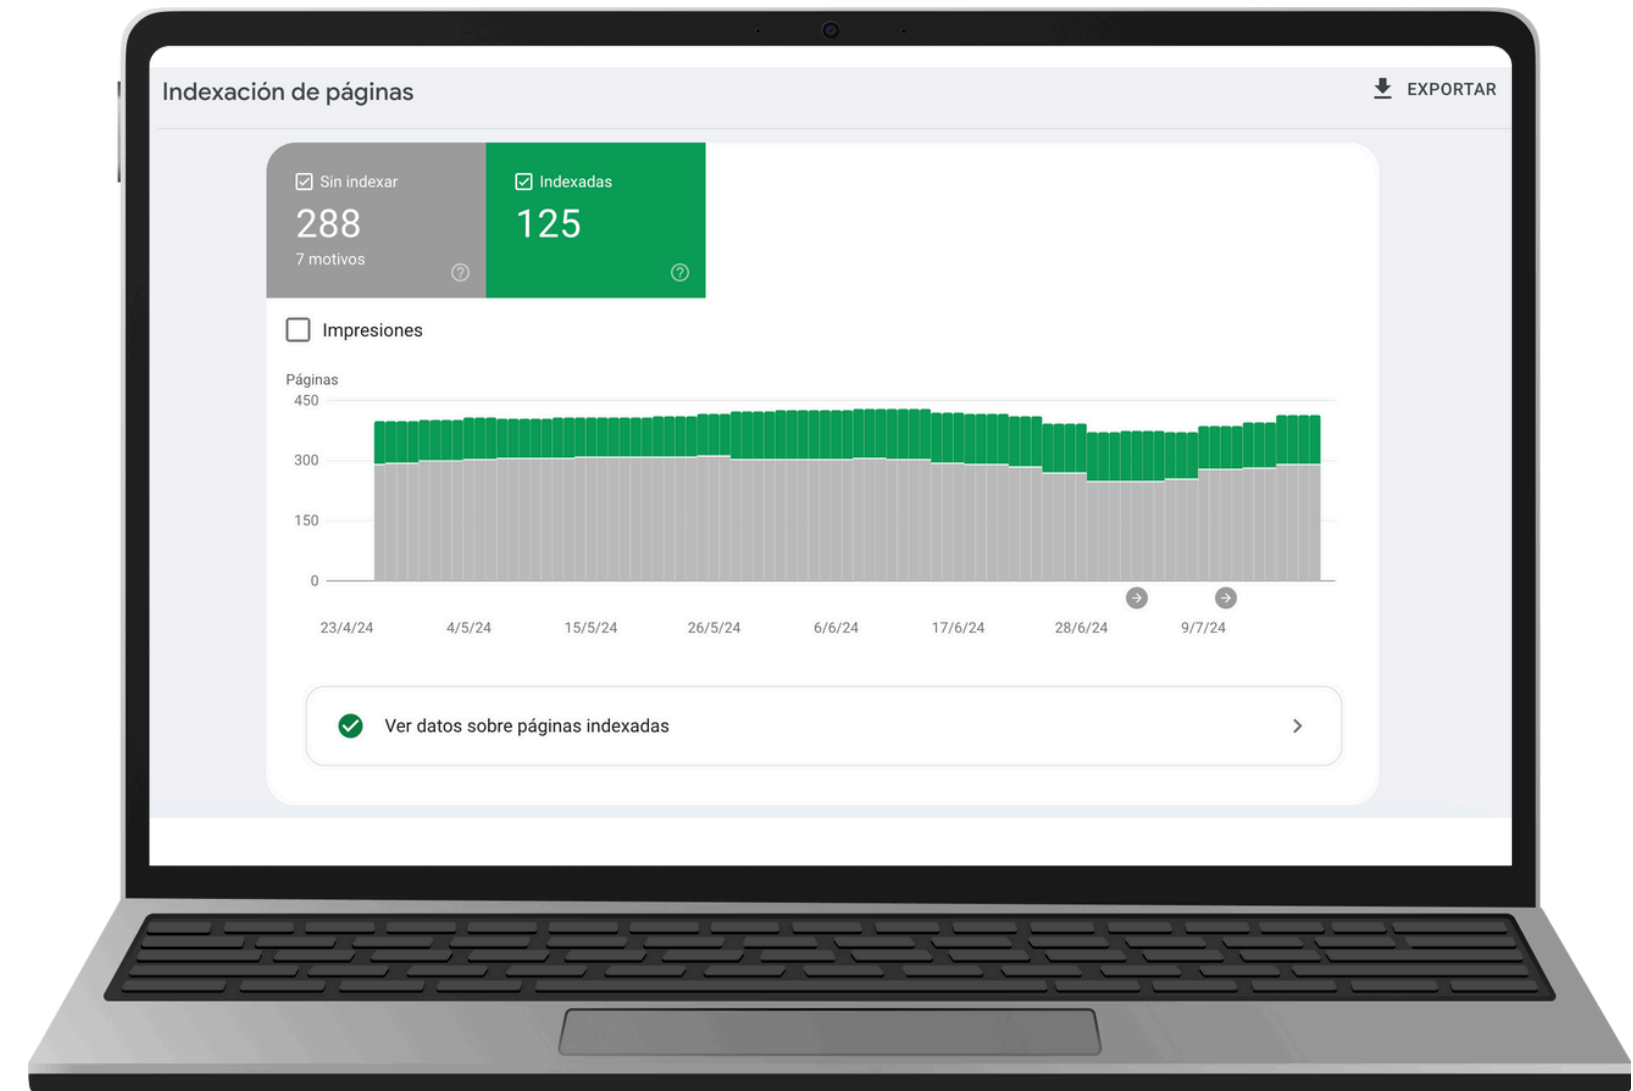 Indexación de páginas
EXPORTAR
Sin indexar
288
7 motivos
Indexadas
125
Impresiones
Páginas
450
300
150
0
23/4/24 4/5/24 15/5/24 26/5/24 6/6/24 17/6/24 28/6/24 9/7/24
Ver datos sobre páginas indexadas